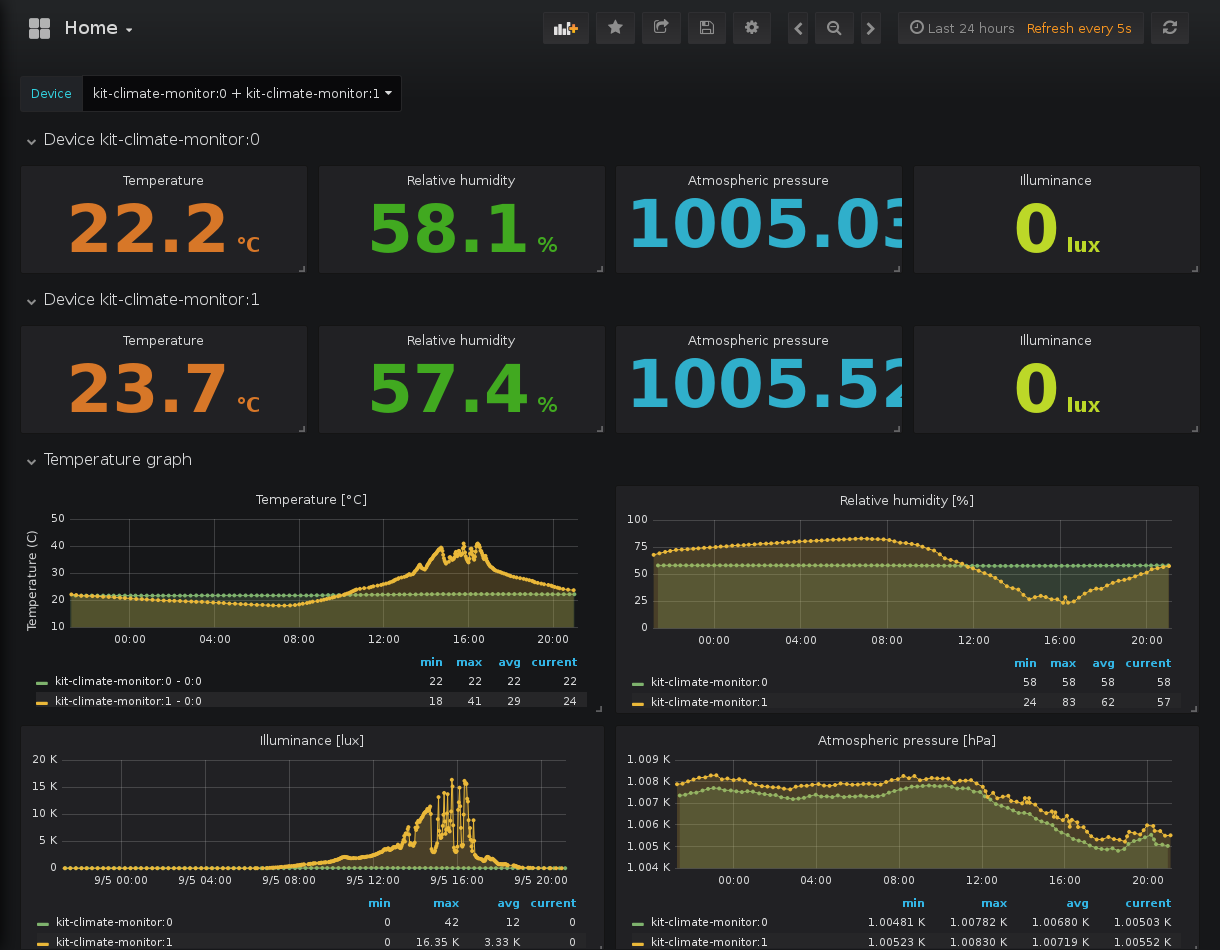 Home
Last 24 hours Refresh every 5s
Device kit-climate-monitor:0 + kit-climate-monitor:1
Device kit-climate-monitor:0
Temperature Relative humidity Atmospheric pressure Illuminance
22.2 °C 58.1 % 1005.03 0 lux
Device kit-climate-monitor:1
Temperature Relative humidity Atmospheric pressure Illuminance
23.7 °C 57.4 % 1005.52 0 lux
Temperature graph
Temperature [°C]
Temperature (C)
50
40
30
20
10
00:00 04:00 08:00 12:00 16:00 20:00
min max avg current
kit-climate-monitor:0 - 0:0 22 22 22 22
kit-climate-monitor:1 - 0:0 18 41 29 24
Relative humidity [%]
100
75
50
25
0
00:00 04:00 08:00 12:00 16:00 20:00
min max avg current
kit-climate-monitor:0 58 58 58 58
kit-climate-monitor:1 24 83 62 57
Illuminance [lux]
20 K
15 K
10 K
5 K
0
9/5 00:00 9/5 04:00 9/5 08:00 9/5 12:00 9/5 16:00 9/5 20:00
min max avg current
kit-climate-monitor:0 0 42 12 0
kit-climate-monitor:1 0 16.35 K 3.33 K 0
Atmospheric pressure [hPa]
1.009 K
1.008 K
1.007 K
1.006 K
1.005 K
1.004 K
00:00 04:00 08:00 12:00 16:00 20:00
min max avg current
kit-climate-monitor:0 1.00481 K 1.00782 K 1.00680 K 1.00503 K
kit-climate-monitor:1 1.00523 K 1.00830 K 1.00719 K 1.00552 K